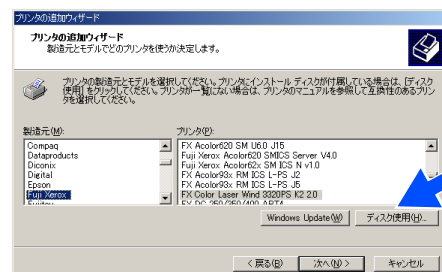 プリンタの追加ウィザード
プリンタの追加ウィザード
製造元とモデルでどのプリンタを使うか決定します。
プリンタの製造元とモデルを選択してください。プリンタにインストール ディスクが付属している場合は、[ディスク
使用] をクリックしてください。プリンタが一覧にない場合は、プリンタのマニュアルを参照して互換性のあるプリン
タを選択してください。
製造元(M):
Compaq
Dataproducts
Diconix
Digital
Epson
Fuji Xerox
Fujitsu
プリンタ(P):
FX Acolor620 SM U6.0 J15
Fuji Xerox Acolor620 SMICS Server V4.0
Fuji Xerox Acolor62x SM ICS N v1.0
FX Acolor93x RM ICS L-PS J2
FX Acolor93x RM ICS L-PS J5
FX Color Laser Wind 3320PS K2 2.0
FX DC 250/350/400 APT4
Windows Update(W)
ディスク使用(H)...
< 戻る(B)
次へ(N) >
キャンセル